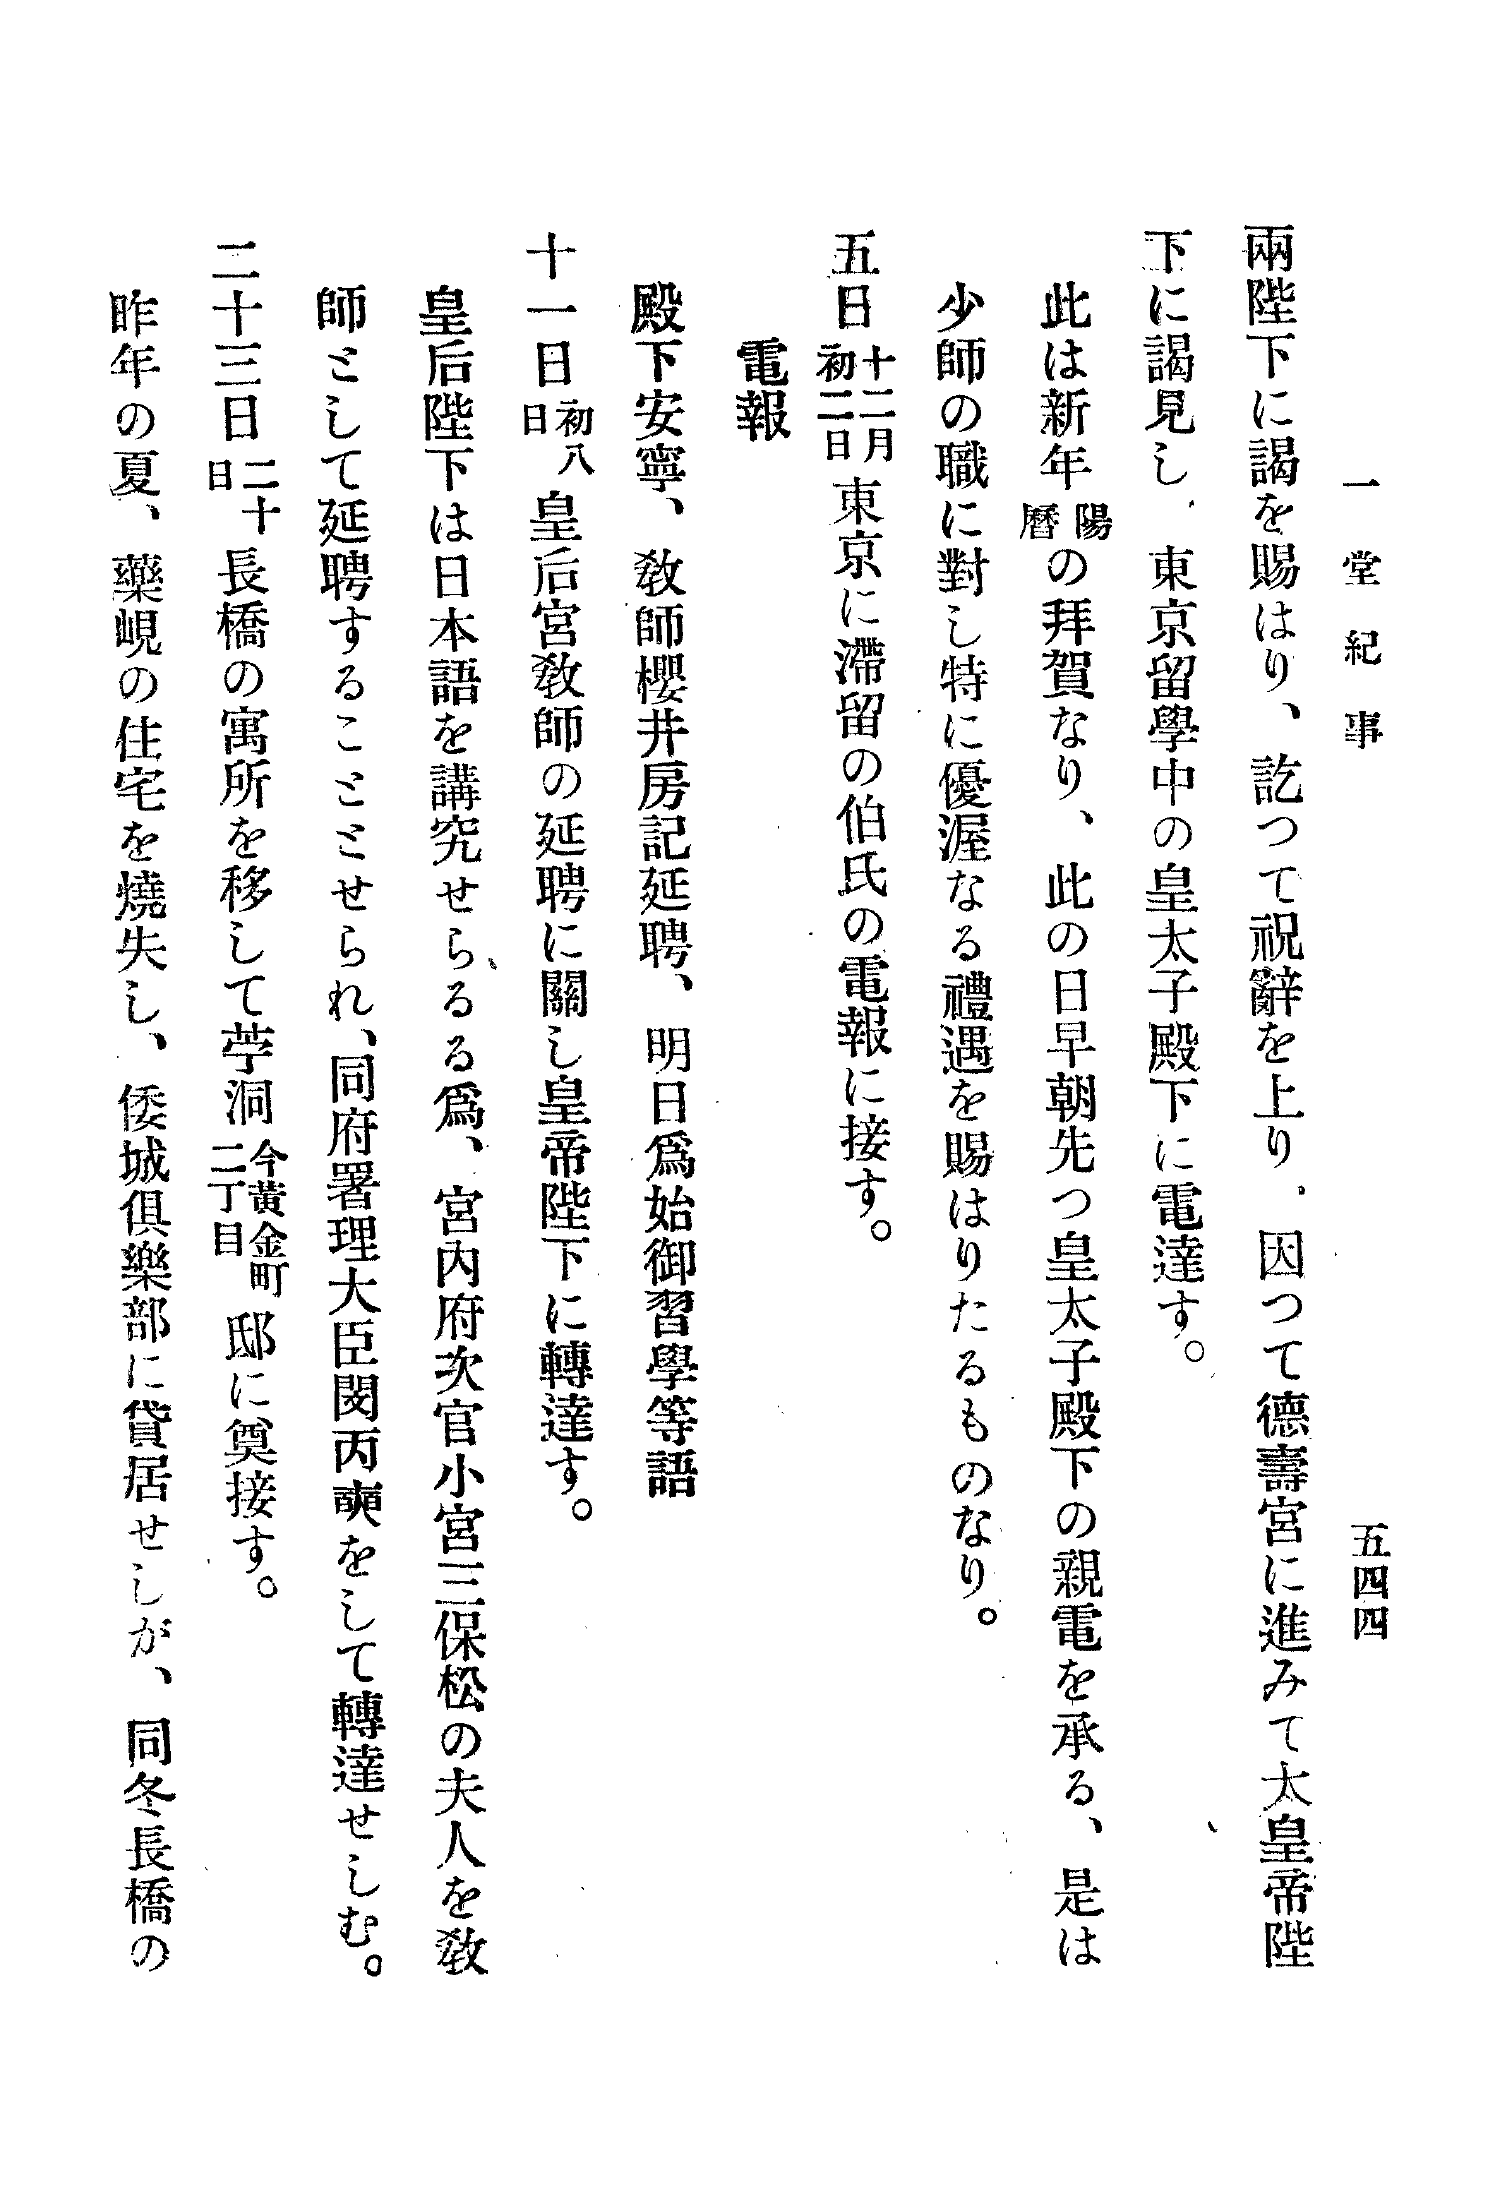 一堂紀事
五四四
兩陛下に謁を賜はり、訖つて祝辭を上り、因つて德壽宮に進みて太皇帝陛
下に謁見し、東京留學中の皇太子殿下に電達す。
此は新年陽曆の拜賀なり、此の日早朝先つ皇太子殿下の親電を承る、是は
少師の職に對し特に優渥なる禮遇を賜はりたるものなり。
五日十二月初二日東京に滯留の伯氏の電報に接す。
電報
殿下安寧、敎師櫻井房記延聘、明日爲始御習學等語
十一日初八日皇后宮敎師の延聘に關し皇帝陛下に轉達す。
皇后陛下は日本語を講究せらるる爲、宮內府次官小宮三保松の夫人を敎
師として延聘することとせられ、同府署理大臣閔丙奭をして轉達せしむ。
二十三日二十日長橋の寓所を移して苧洞今黃金町二丁目邸に奠接す。
昨年の夏、藥峴の住宅を燒失し、倭城俱樂部に貸居せしが、同冬長橋の